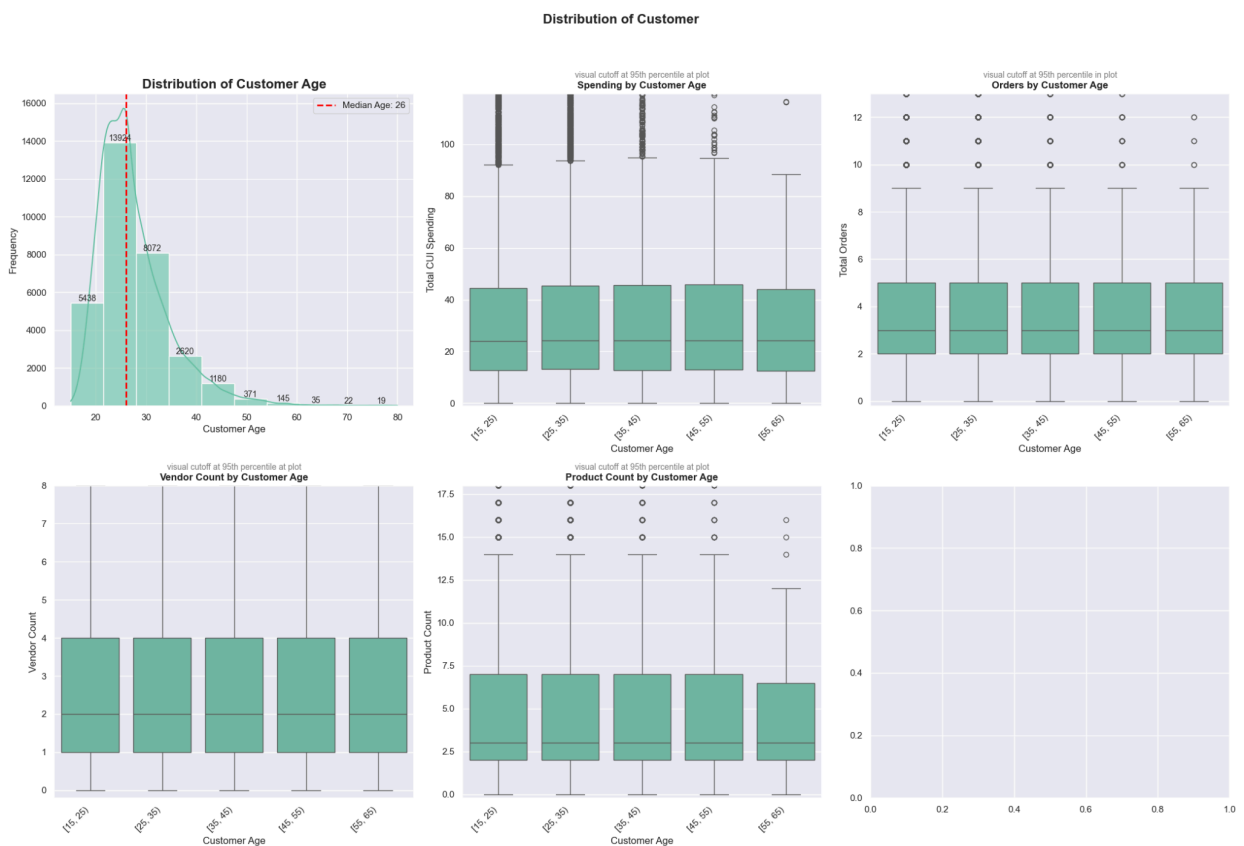 Distribution of Customer
Distribution of Customer Age
16000
14000
12000
10000
8000
6000
4000
2000
0
Frequency
5438
13924
8072
2620
1180
371
145
35
22
19
Median Age: 26
20 30 40 50 60 70 80
Customer Age
visual cutoff at 95th percentile at plot
Spending by Customer Age
100
80
60
40
20
0
Total CUI Spending
[15, 25) [25, 35) [35, 45) [45, 55) [55, 65)
Customer Age
visual cutoff at 95th percentile in plot
Orders by Customer Age
12
10
8
6
4
2
0
Total Orders
[15, 25) [25, 35) [35, 45) [45, 55) [55, 65)
Customer Age
visual cutoff at 95th percentile at plot
Vendor Count by Customer Age
8
7
6
5
4
3
2
1
0
Vendor Count
[15, 25) [25, 35) [35, 45) [45, 55) [55, 65)
Customer Age
visual cutoff at 95th percentile at plot
Product Count by Customer Age
17.5
15.0
12.5
10.0
7.5
5.0
2.5
0.0
Product Count
[15, 25) [25, 35) [35, 45) [45, 55) [55, 65)
Customer Age
1.0
0.8
0.6
0.4
0.2
0.0
0.0 0.2 0.4 0.6 0.8 1.0